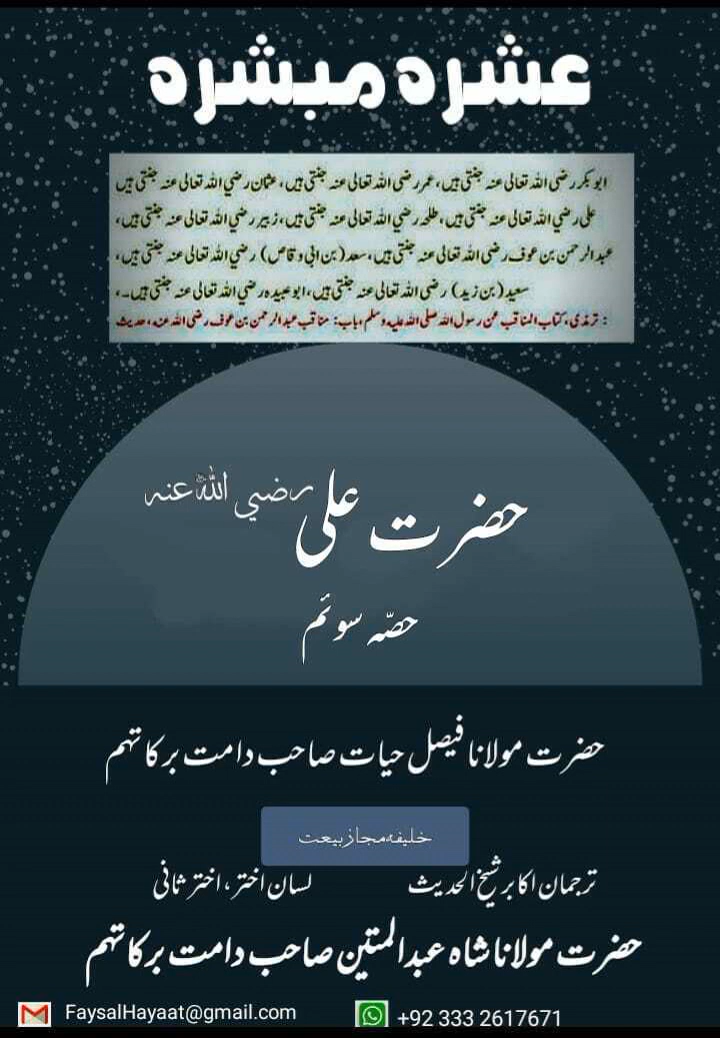 عشرہ مبشرہ
ابو بکر رضی اللہ تعالی عنہ جنتی ہیں، عمر رضی اللہ تعالی عنہ جنتی ہیں، عثمان رضی اللہ تعالی عنہ جنتی ہیں
علی رضی اللہ تعالی عنہ جنتی ہیں، طلحہ رضی اللہ تعالی عنہ جنتی ہیں، زبیر رضی اللہ تعالی عنہ جنتی ہیں،
عبد الرحمن بن عوف رضی اللہ تعالی عنہ جنتی ہیں، سعد (بن ابی وقاص) رضی اللہ تعالی عنہ جنتی ہیں،
سعید (بن زید) رضی اللہ تعالی عنہ جنتی ہیں، ابو عبیدہ رضی اللہ تعالی عنہ جنتی ہیں۔،
: ترمذی، کتاب المناقب عن رسول اللہ صلی اللہ علیہ وسلم، باب: مناقب عبد الرحمن بن عوف رضی اللہ عنہ، حدیث
حضرت علی رضي الله عنه
حصّہ سوئم
حضرت مولانا فیصل حیات صاحب دامت برکاتہم
خلیفہ مجاز بیعت
ترجمان اکابر شیخ الحدیث لسان اختر، اختر ثانی
حضرت مولانا شاہ عبد المتین صاحب دامت برکاتہم
FaysalHayaat@gmail.com +92 333 2617671